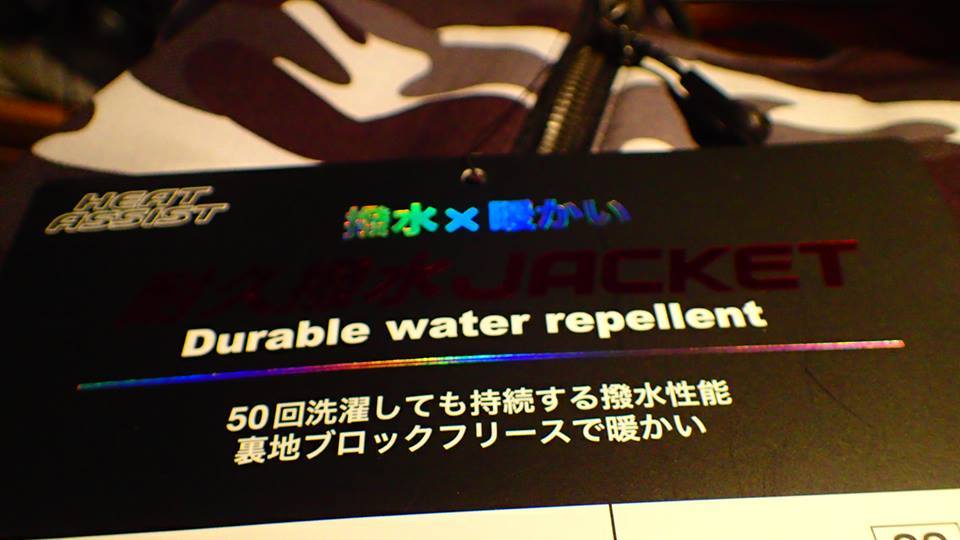 HEAT
ASSIST
撥水×暖かい
耐久撥水JACKET
Durable water repellent
50回洗濯しても持続する撥水性能
裏地ブロックフリースで暖かい